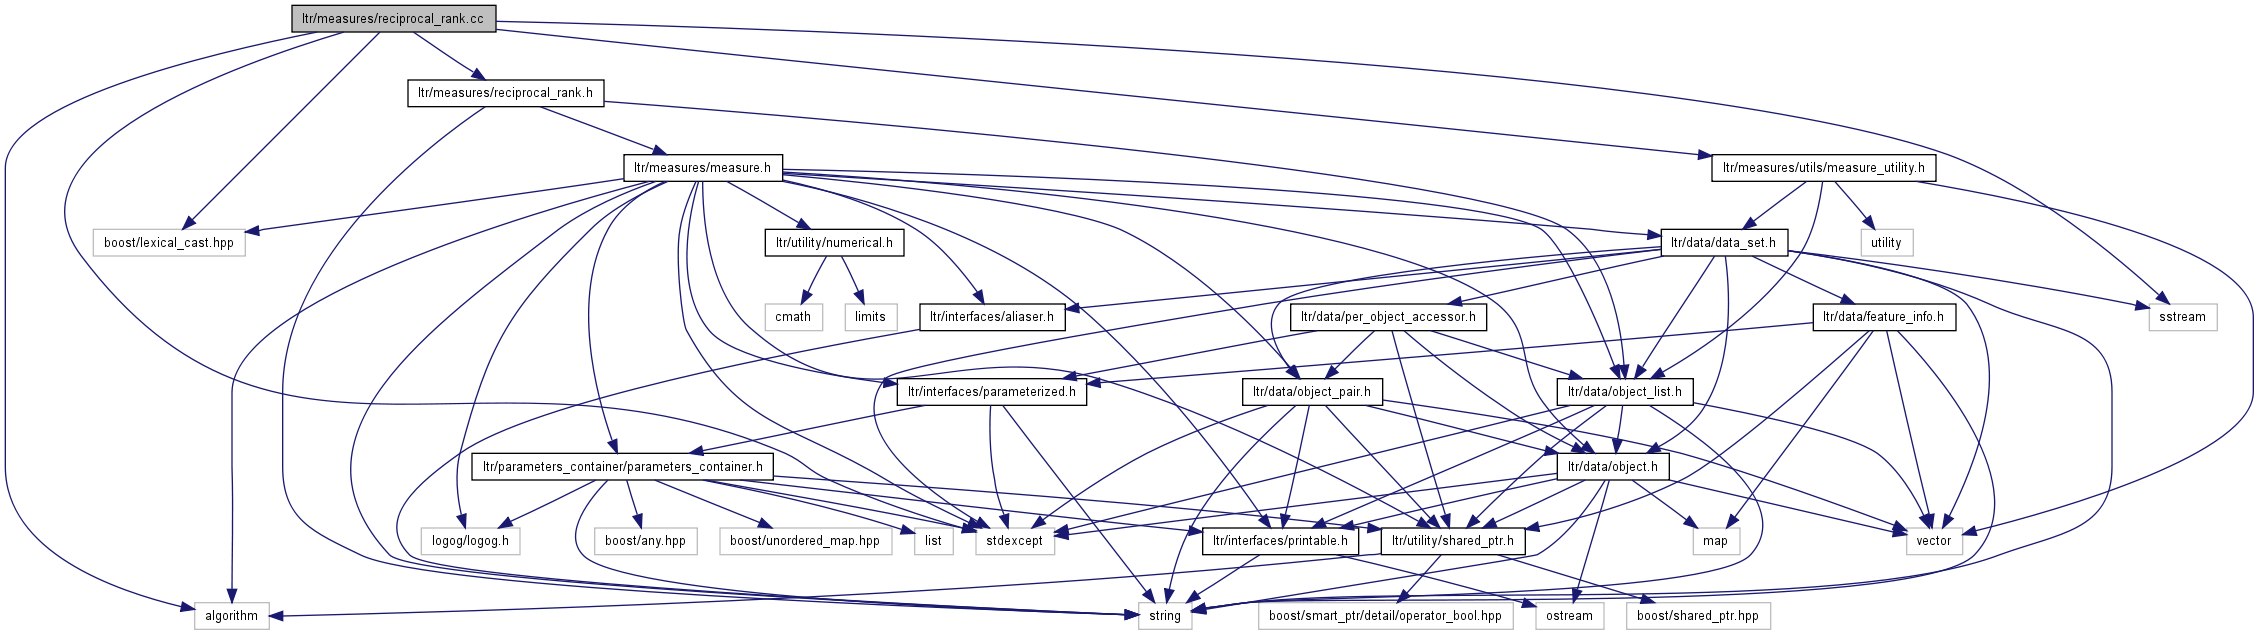 ltr/measures/reciprocal_rank.cc
ltr/measures/reciprocal_rank.h
ltr/measures/measure.h
ltr/measures/utils/measure_utility.h
boost/lexical_cast.hpp
ltr/utility/numerical.h
ltr/data/data_set.h
utility
cmath
limits
ltr/interfaces/aliaser.h
ltr/data/per_object_accessor.h
ltr/data/feature_info.h
sstream
ltr/interfaces/parameterized.h
ltr/data/object_pair.h
ltr/data/object_list.h
ltr/parameters_container/parameters_container.h
ltr/data/object.h
logog/logog.h
boost/any.hpp
boost/unordered_map.hpp
list
stdexcept
ltr/interfaces/printable.h
ltr/utility/shared_ptr.h
map
vector
algorithm
string
boost/smart_ptr/detail/operator_bool.hpp
ostream
boost/shared_ptr.hpp